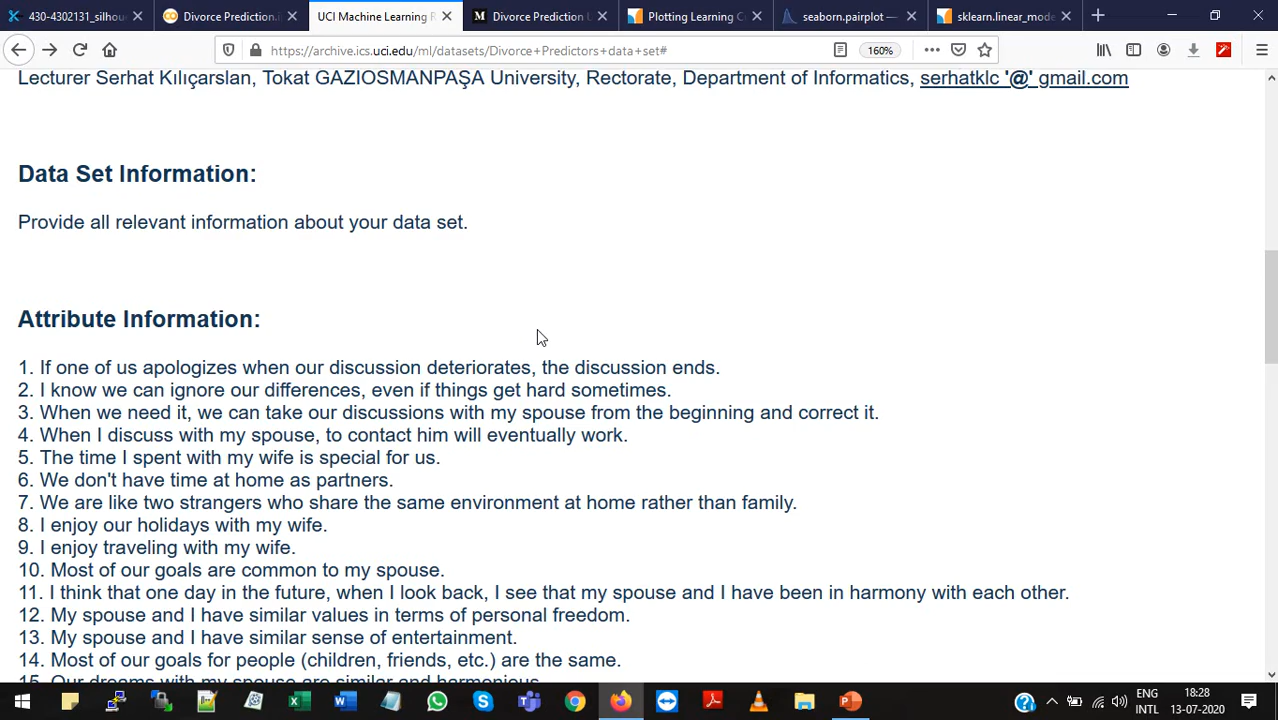 430-4302131_silhou
Divorce Prediction.i
UCI Machine Learning R
Divorce Prediction U
Plotting Learning C
seaborn.pairplot —
sklearn.linear_mode
https://archive.ics.uci.edu/ml/datasets/Divorce+Predictors+data+set#
160%
Lecturer Serhat Kılıçarslan, Tokat GAZIOSMANPAŞA University, Rectorate, Department of Informatics, serhatklc '@' gmail.com
Data Set Information:
Provide all relevant information about your data set.
Attribute Information:
1. If one of us apologizes when our discussion deteriorates, the discussion ends.
2. I know we can ignore our differences, even if things get hard sometimes.
3. When we need it, we can take our discussions with my spouse from the beginning and correct it.
4. When I discuss with my spouse, to contact him will eventually work.
5. The time I spent with my wife is special for us.
6. We don't have time at home as partners.
7. We are like two strangers who share the same environment at home rather than family.
8. I enjoy our holidays with my wife.
9. I enjoy traveling with my wife.
10. Most of our goals are common to my spouse.
11. I think that one day in the future, when I look back, I see that my spouse and I have been in harmony with each other.
12. My spouse and I have similar values in terms of personal freedom.
13. My spouse and I have similar sense of entertainment.
14. Most of our goals for people (children, friends, etc.) are the same.
15. Our dreams with my spouse are similar and harmonious.
ENG
INTL
18:28
13-07-2020